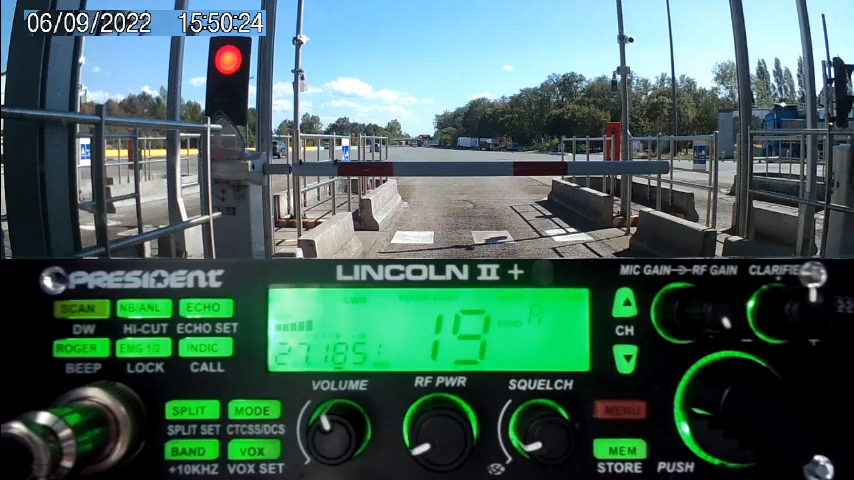 06/09/2022 15:50:24
PRESIDENT LINCOLN II + MIC GAIN RF GAIN CLARIFIER
SCAN NB/ANL ECHO
DW HI-CUT ECHO SET
ROGER EMG 1/2 INDIC
BEEP LOCK CALL
19 A
27.185
CH
VOLUME RF PWR SQUELCH
SPLIT MODE MENU
SPLIT SET CTCSS/DCS
BAND VOX MEM
+10KHZ VOX SET STORE PUSH